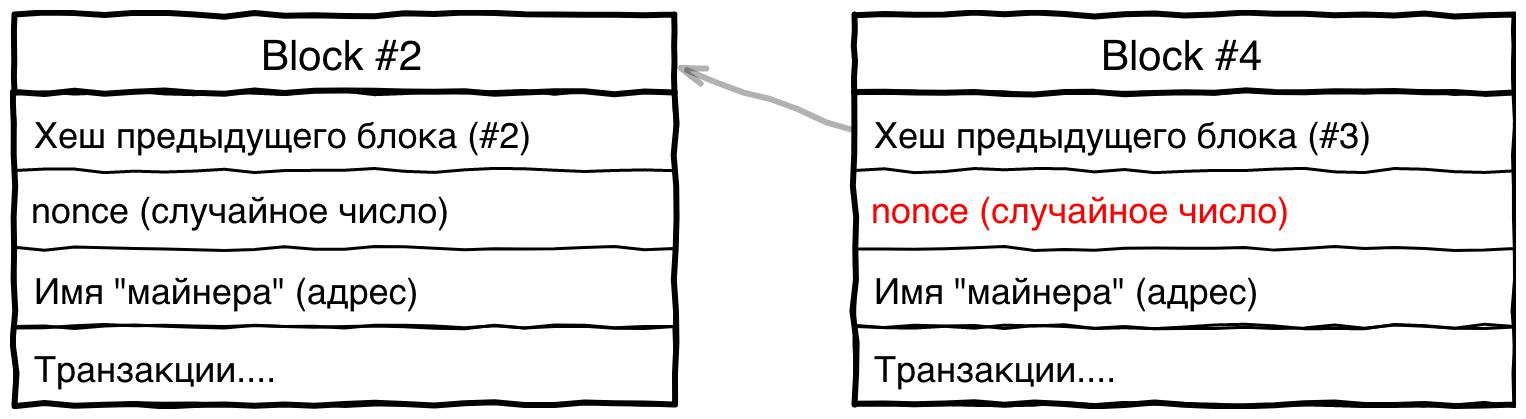 Block #2
Хеш предыдущего блока (#2)
nonce (случайное число)
Имя "майнера" (адрес)
Транзакции....
Block #4
Хеш предыдущего блока (#3)
nonce (случайное число)
Имя "майнера" (адрес)
Транзакции....